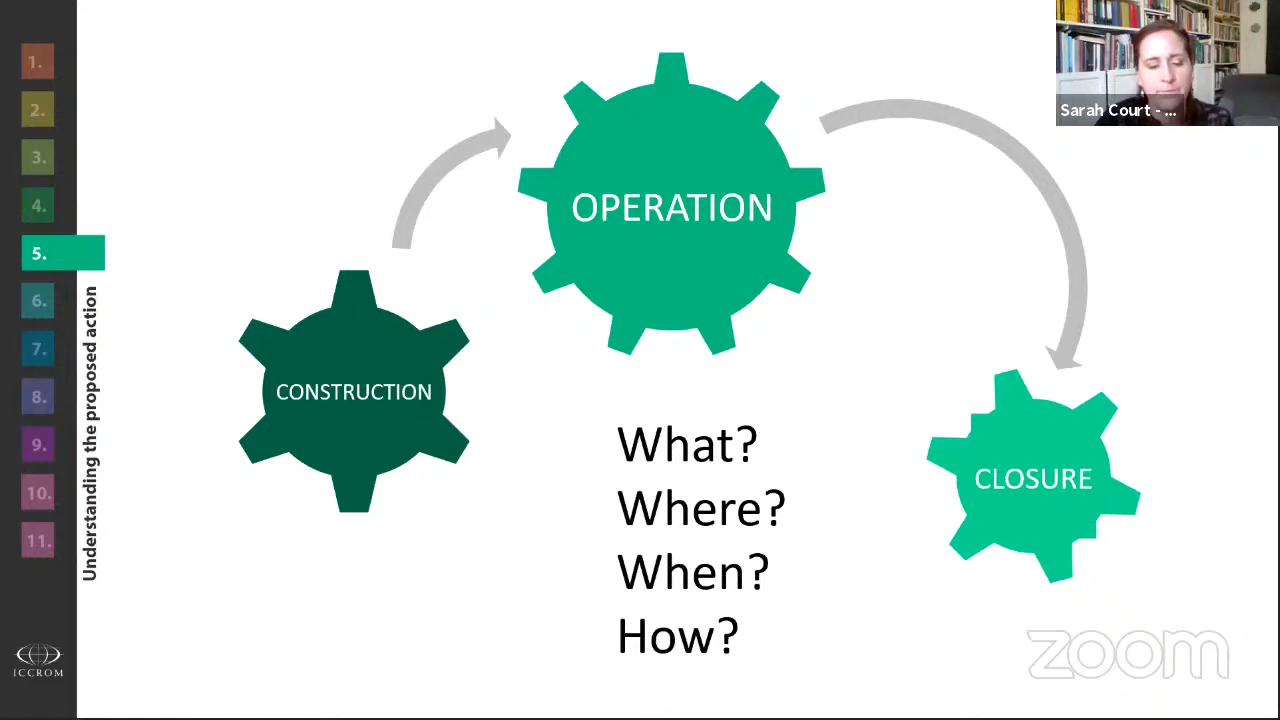 1.
2.
3.
4.
5.
6.
7.
8.
9.
10.
11.
Understanding the proposed action
ICCROM
CONSTRUCTION
OPERATION
CLOSURE
What?
Where?
When?
How?
Sarah Court - ...
zoom